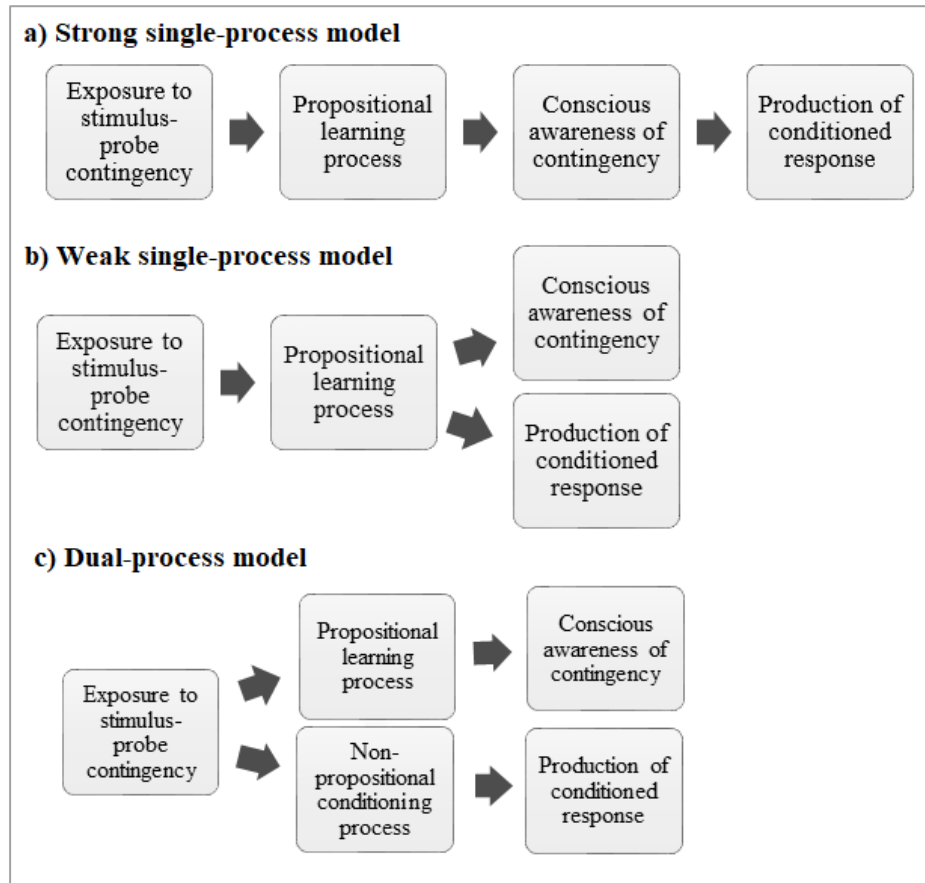 a) Strong single-process model
Exposure to
stimulus-
probe
contingency
Propositional
learning
process
Conscious
awareness of
contingency
Production of
conditioned
response
b) Weak single-process model
Exposure to
stimulus-
probe
contingency
Propositional
learning
process
Conscious
awareness of
contingency
Production of
conditioned
response
c) Dual-process model
Exposure to
stimulus-
probe
contingency
Propositional
learning
process
Conscious
awareness of
contingency
Non-
propositional
conditioning
process
Production of
conditioned
response